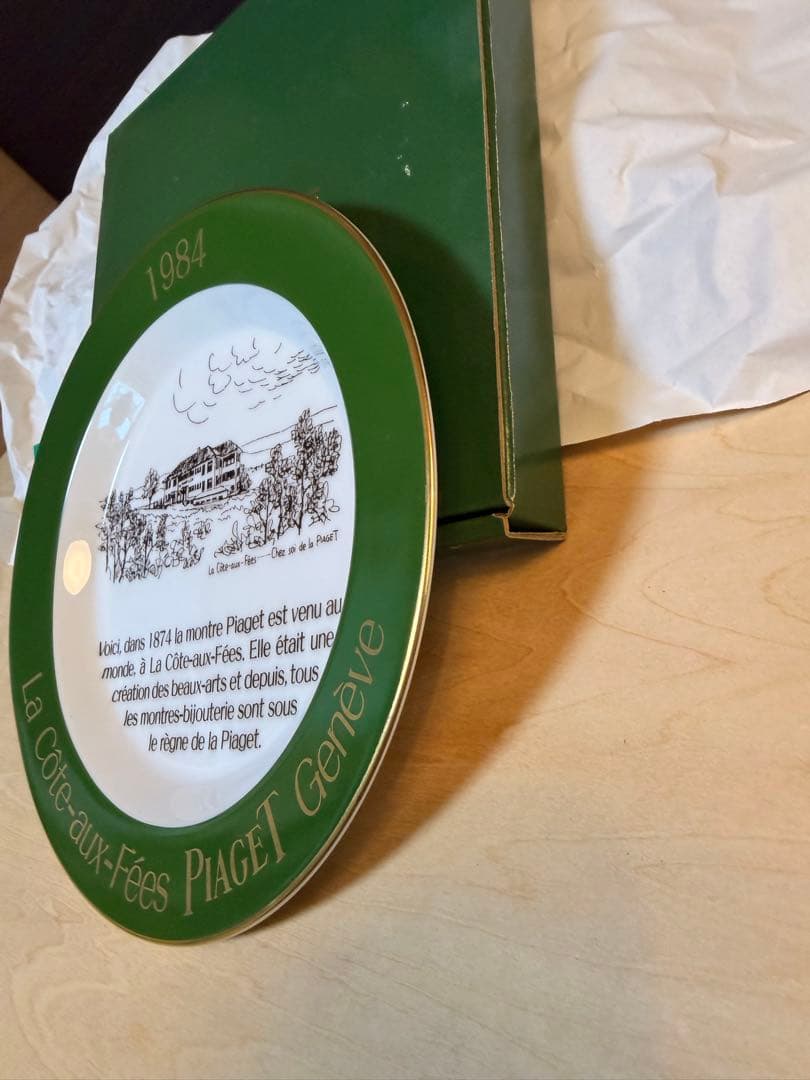 1984
La Côte-aux-Fées — Chez soi de la PIAGET
Voici, dans 1874 la montre Piaget est venu au
monde, à La Côte-aux-Fées. Elle était une
création des beaux-arts et depuis, tous
les montres-bijouterie sont sous
le règne de la Piaget.
La Côte-aux-Fées PIAGET Genève